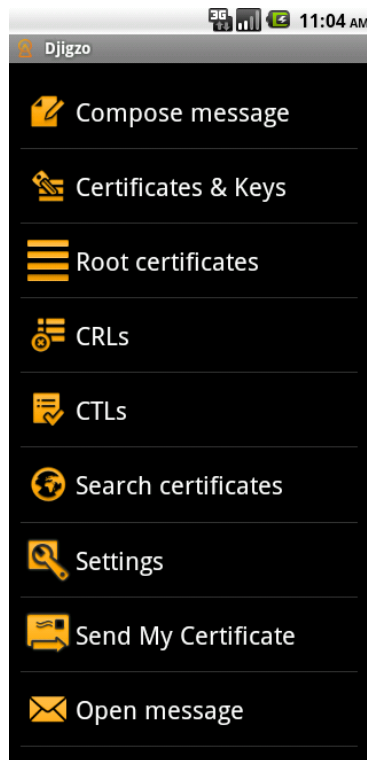 3G 11:04 AM
Djigzo
Compose message
Certificates & Keys
Root certificates
CRLs
CTLs
Search certificates
Settings
Send My Certificate
Open message